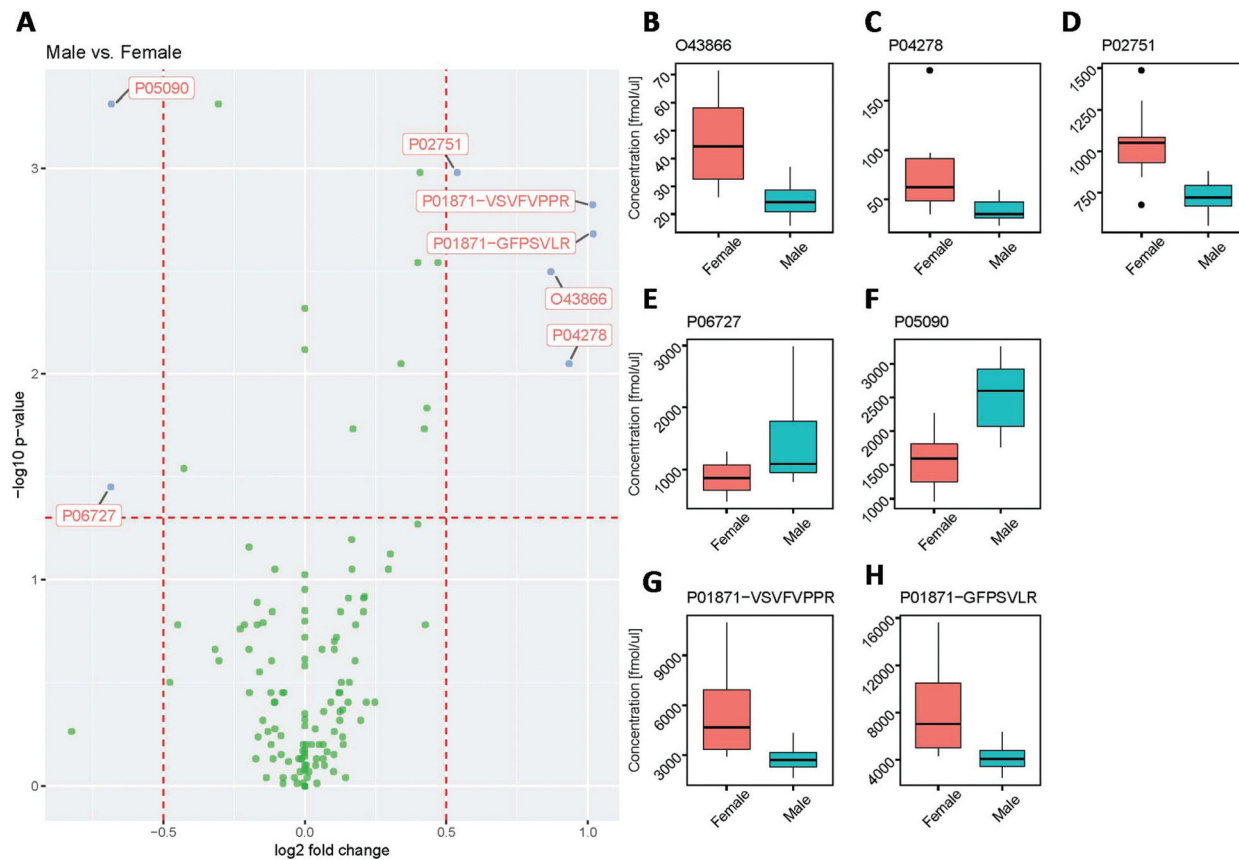 A
Male vs. Female
P05090
P02751
P01871-VSVFVPPR
P01871-GFPSVLR
O43866
P04278
P06727
−log10 p-value
3
2
1
0
−0.5
0.0
0.5
1.0
log2 fold change
B
O43866
Concentration [fmol/ul]
70
60
50
40
30
20
Female
Male
C
P04278
150
100
50
Female
Male
D
P02751
1500
1250
1000
750
Female
Male
E
P06727
Concentration [fmol/ul]
3000
2000
1000
Female
Male
F
P05090
3000
2500
2000
1500
1000
Female
Male
G
P01871−VSVFVPPR
Concentration [fmol/ul]
9000
6000
3000
Female
Male
H
P01871−GFPSVLR
16000
12000
8000
4000
Female
Male